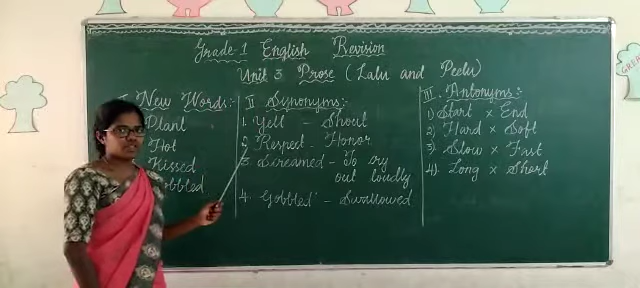 Grade-1 English Revision
Unit 3 Prose (Lalu and Peelu)
I New Words:-
Plant
Hot
Kissed
obbled
II Synonyms:-
1. Yell - Shout
2. Respect - Honor
3. Screamed - To cry
out loudly
4. Gobbled - Swallowed
III. Antonyms:-
1) Start x End
2) Hard x Soft
3) Slow x Fast
4) Long x Short